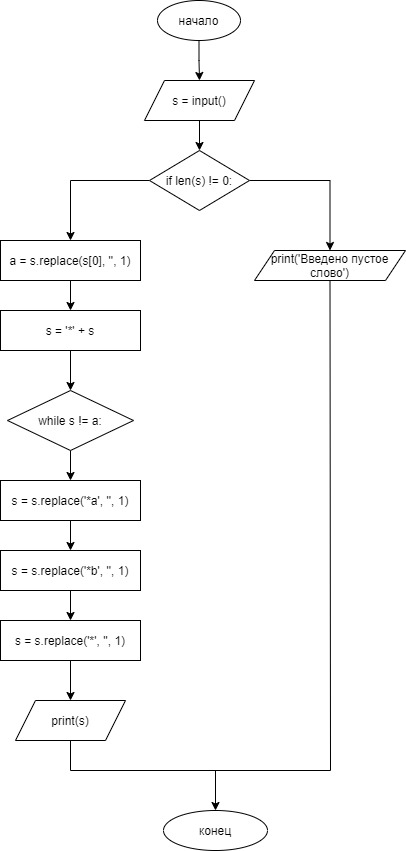 начало
s = input()
if len(s) != 0:
a = s.replace(s[0], '', 1)
print('Введено пустое
слово')
s = '*' + s
while s != a:
s = s.replace('*a', '', 1)
s = s.replace('*b', '', 1)
s = s.replace('*', '', 1)
print(s)
конец